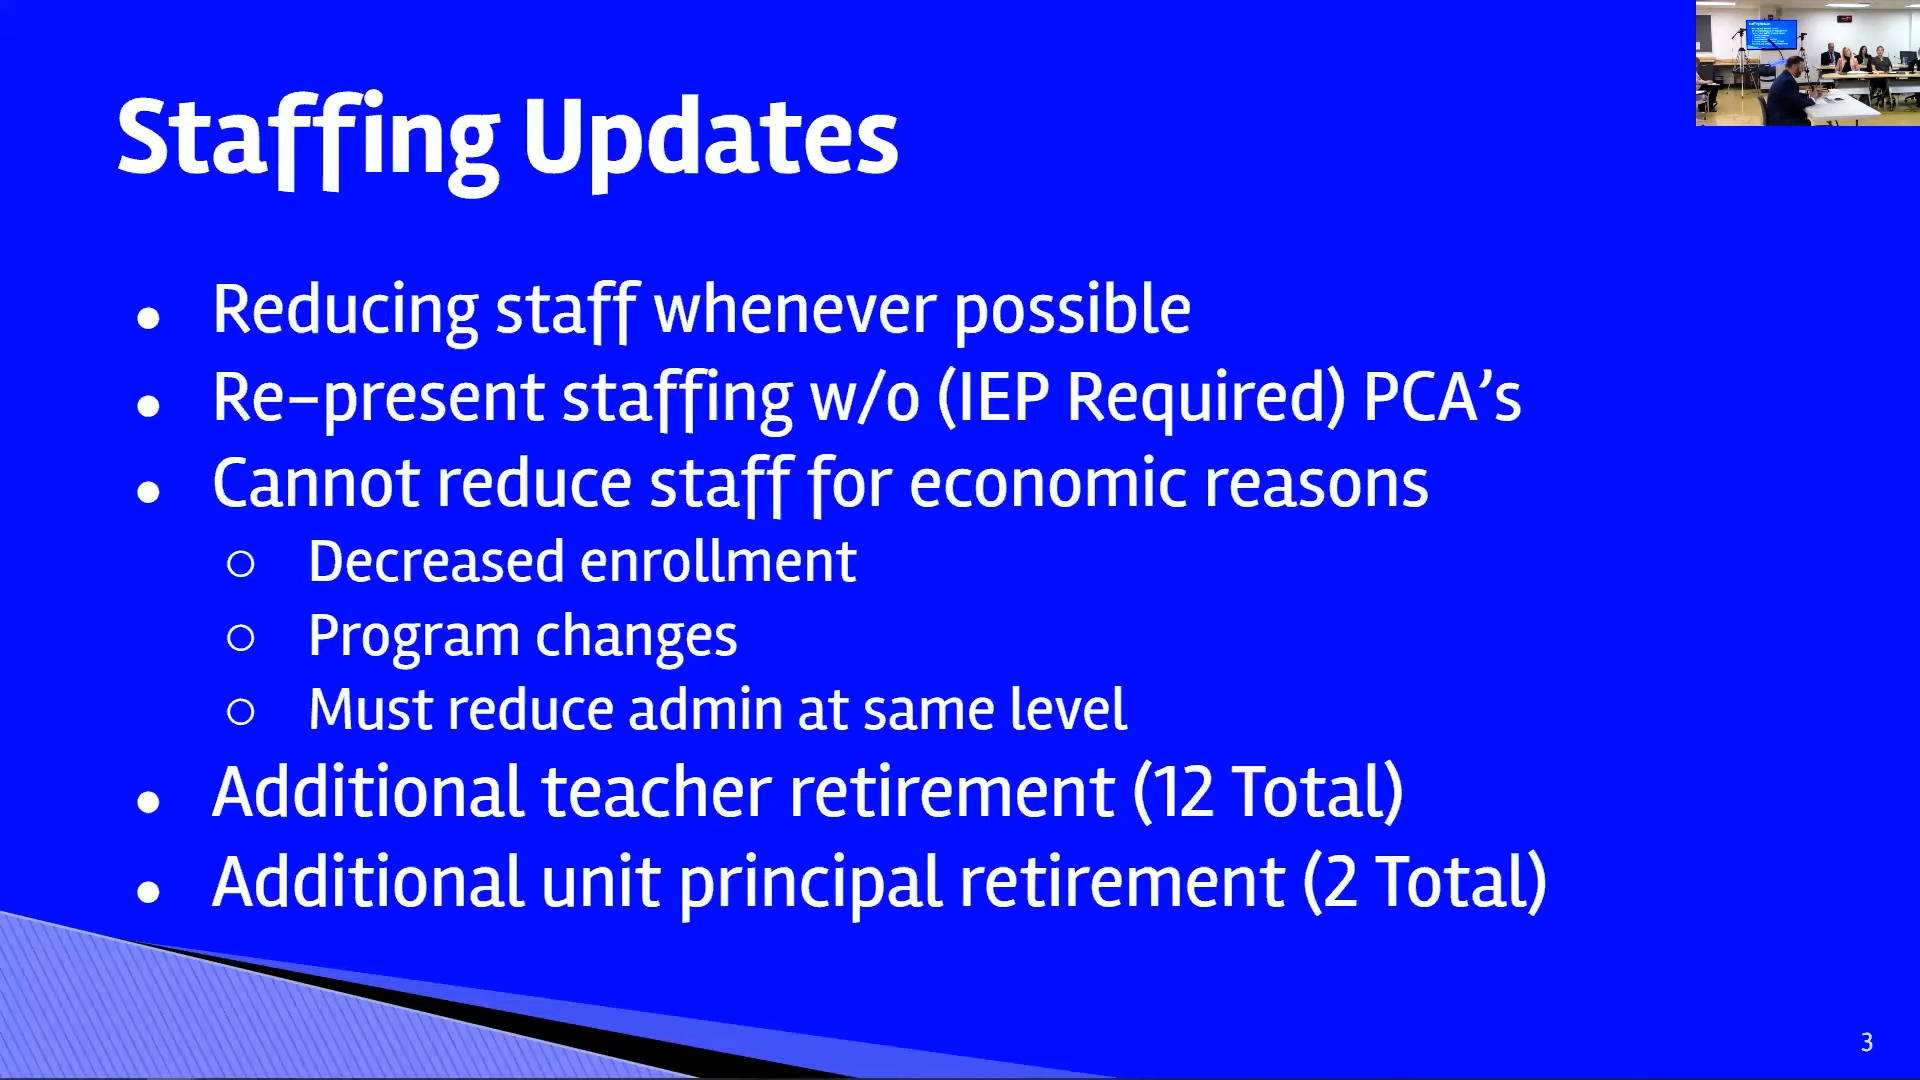 Staffing Updates
● Reducing staff whenever possible
● Re-present staffing w/o (IEP Required) PCA’s
● Cannot reduce staff for economic reasons
○ Decreased enrollment
○ Program changes
○ Must reduce admin at same level
● Additional teacher retirement (12 Total)
● Additional unit principal retirement (2 Total)
3